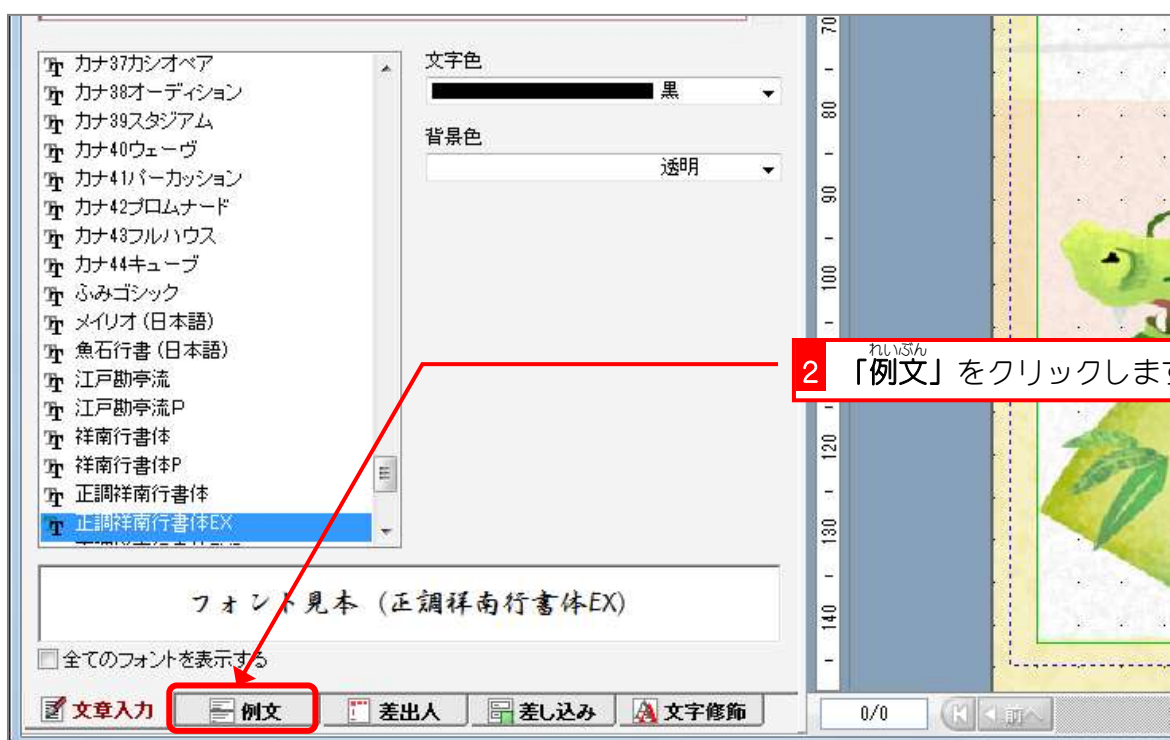 カナ37カシオペア
カナ38オーディション
カナ39スタジアム
カナ40ウェーヴ
カナ41パーカッション
カナ42プロムナード
カナ43フルハウス
カナ44キューブ
ふみゴシック
メイリオ (日本語)
魚石行書 (日本語)
江戸勘亭流
江戸勘亭流P
祥南行書体
祥南行書体P
正調祥南行書体
正調祥南行書体EX
文字色
黒
背景色
透明
フォント見本 (正調祥南行書体EX)
全てのフォントを表示する
文章入力 例文 差出人 差し込み 文字修飾
70
80
90
100
120
130
140
れいぶん
2 「例文」をクリックします
0/0 前へ